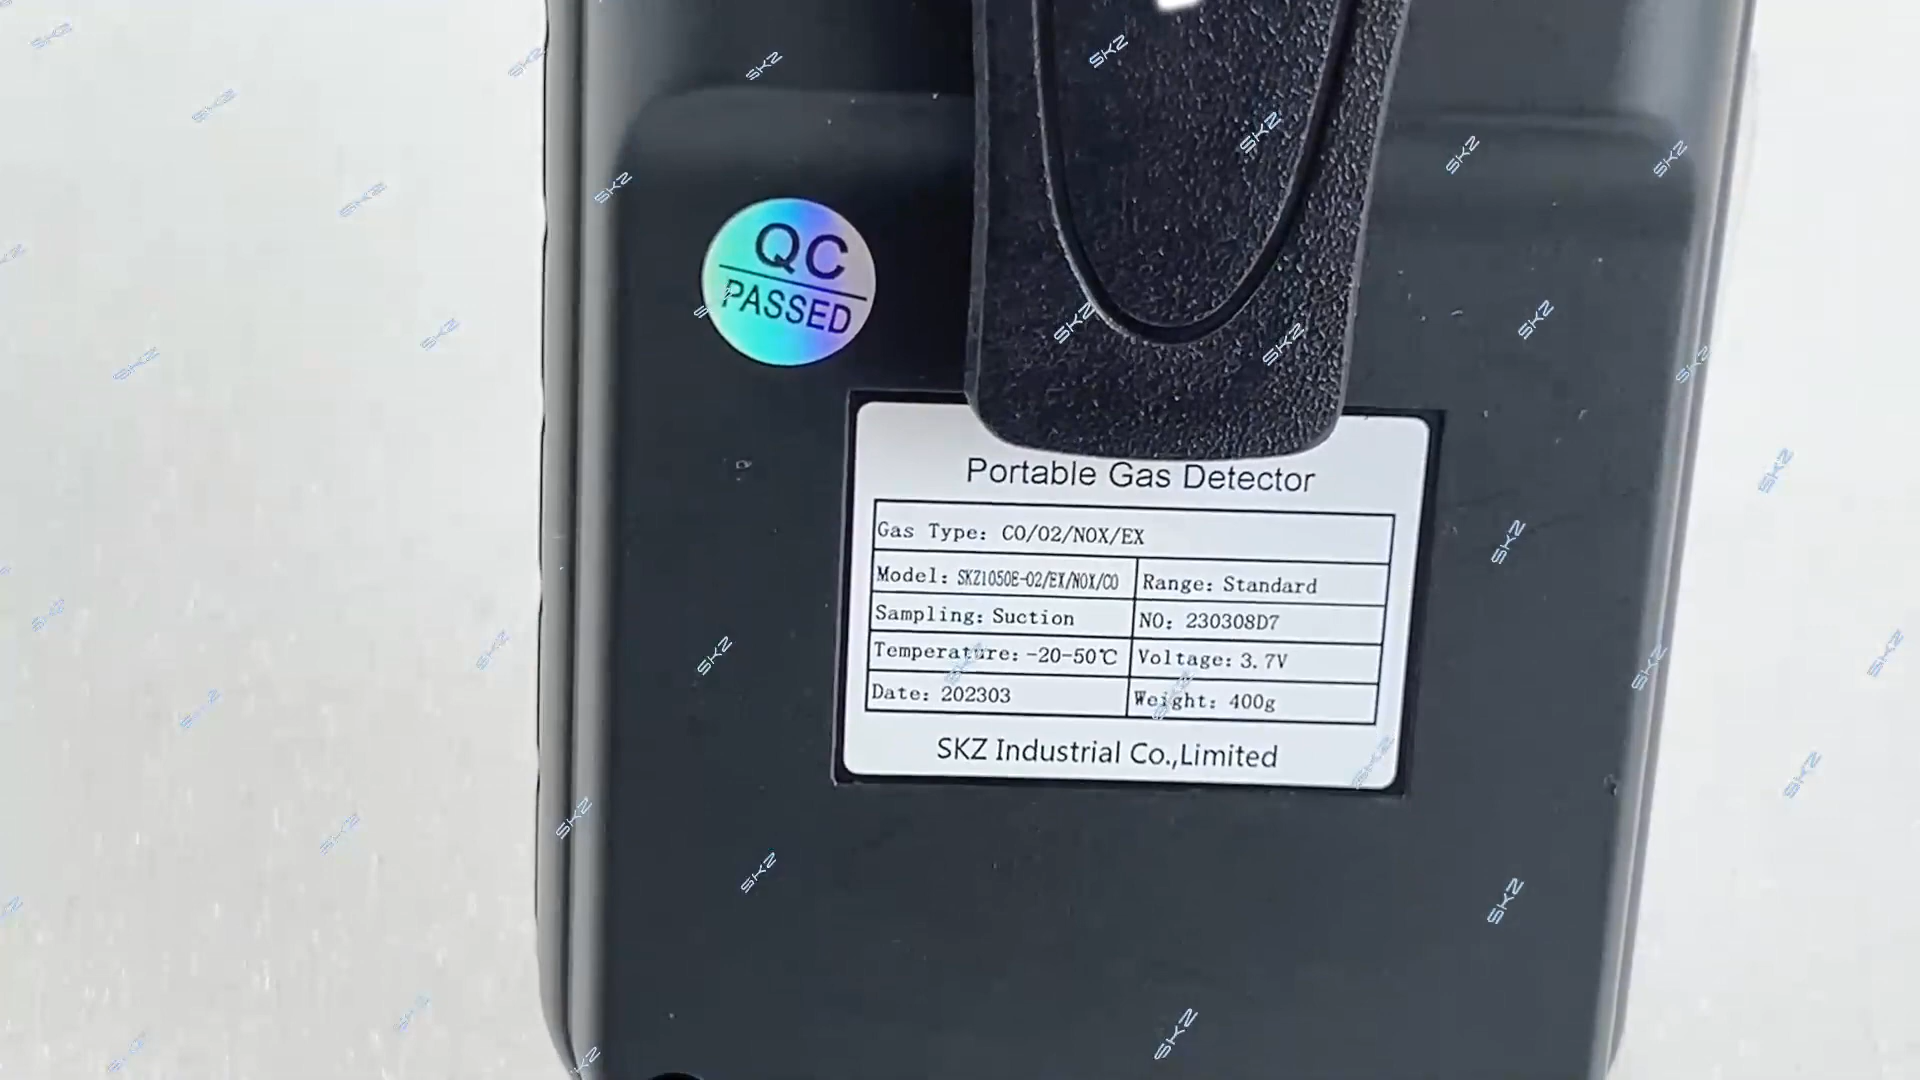 QC
PASSED
Portable Gas Detector
Gas Type: CO/O2/NOX/EX
Model: SKZ1050E-O2/EX/NOX/CO Range: Standard
Sampling: Suction NO: 230308D7
Temperature: -20-50℃ Voltage: 3.7V
Date: 202303 Weight: 400g
SKZ Industrial Co.,Limited
SKZ